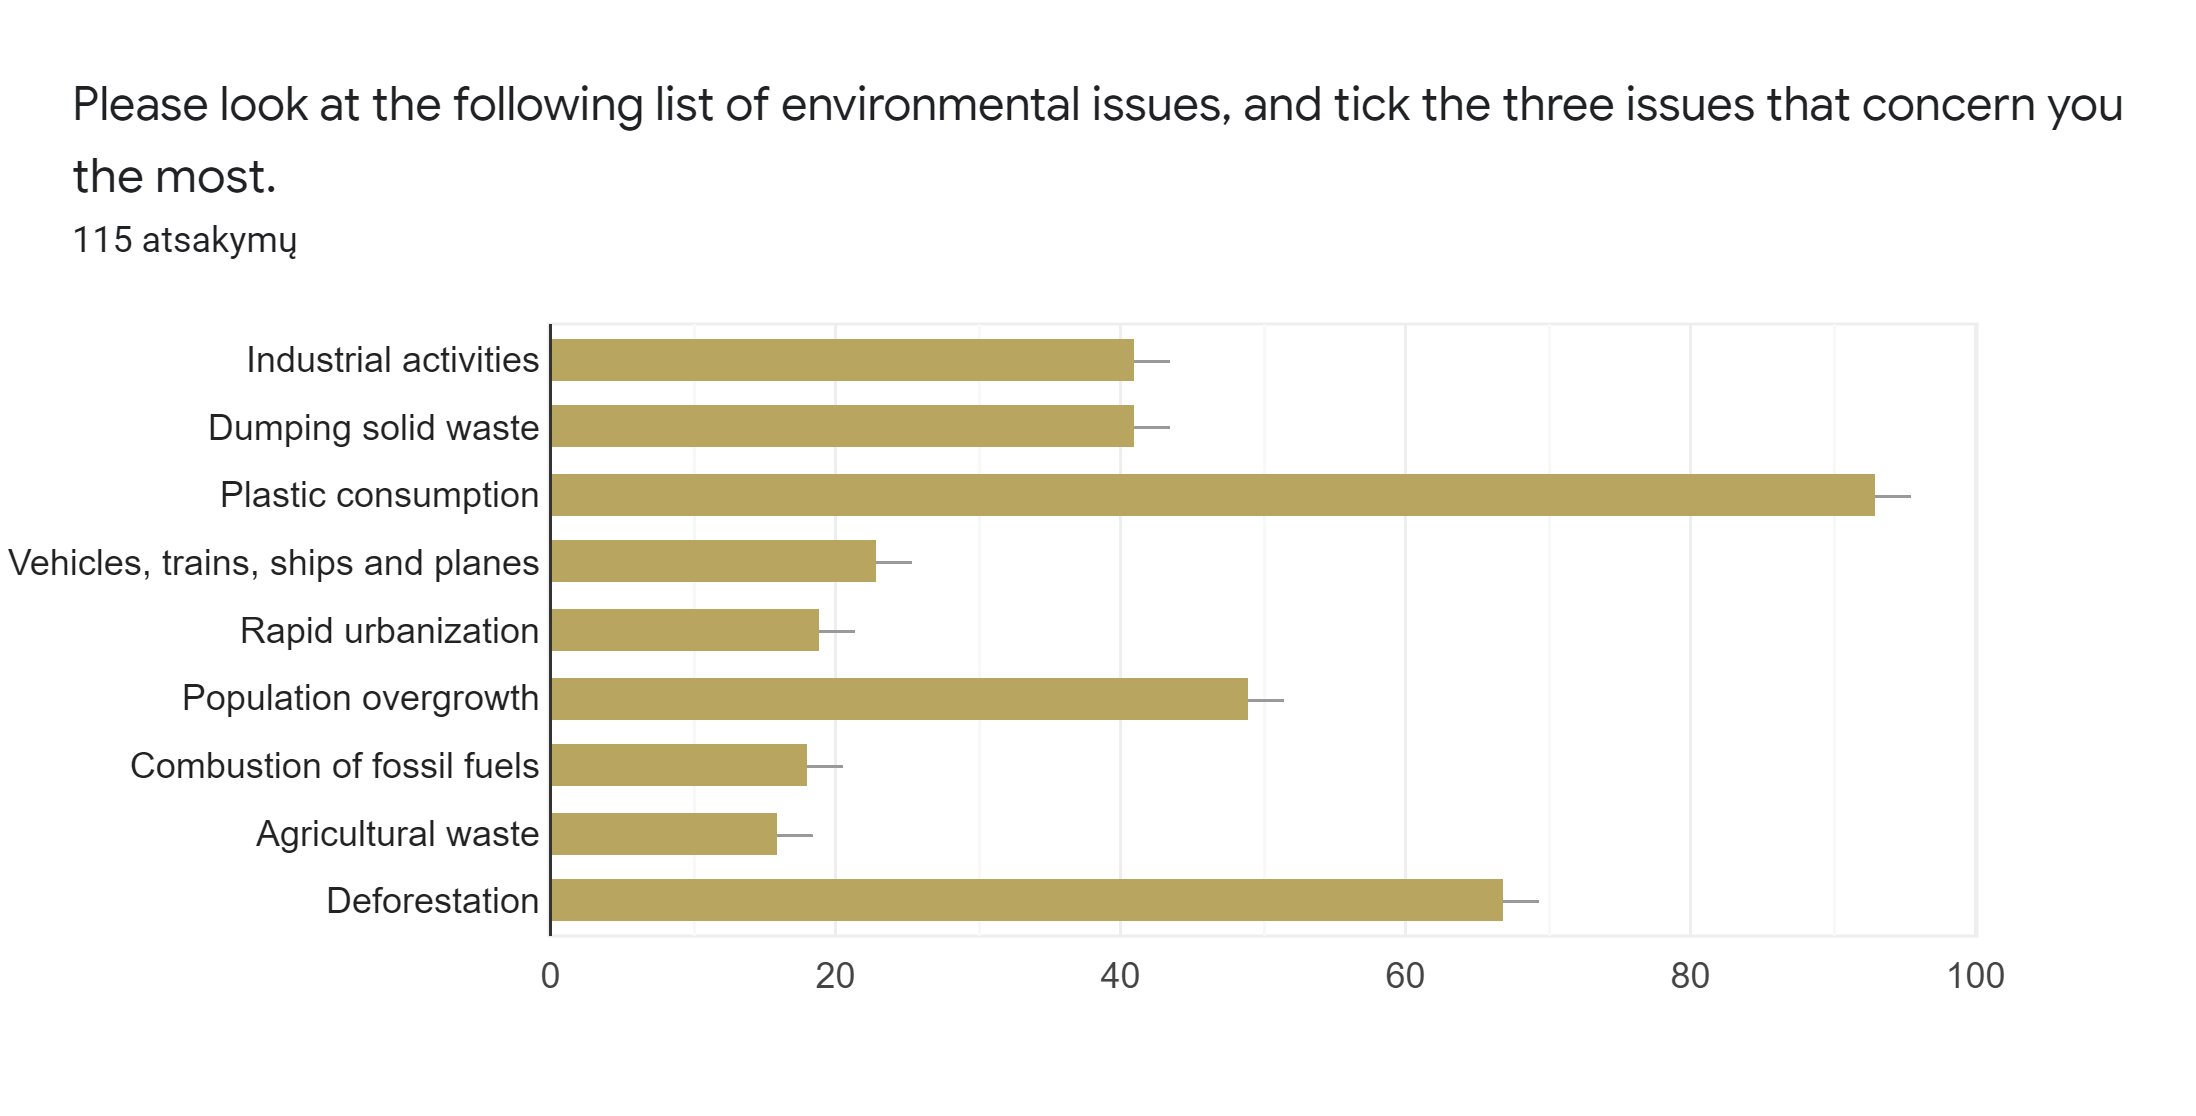 Please look at the following list of environmental issues, and tick the three issues that concern you
the most.
115 atsakymų
Industrial activities
Dumping solid waste
Plastic consumption
Vehicles, trains, ships and planes
Rapid urbanization
Population overgrowth
Combustion of fossil fuels
Agricultural waste
Deforestation
0 20 40 60 80 100